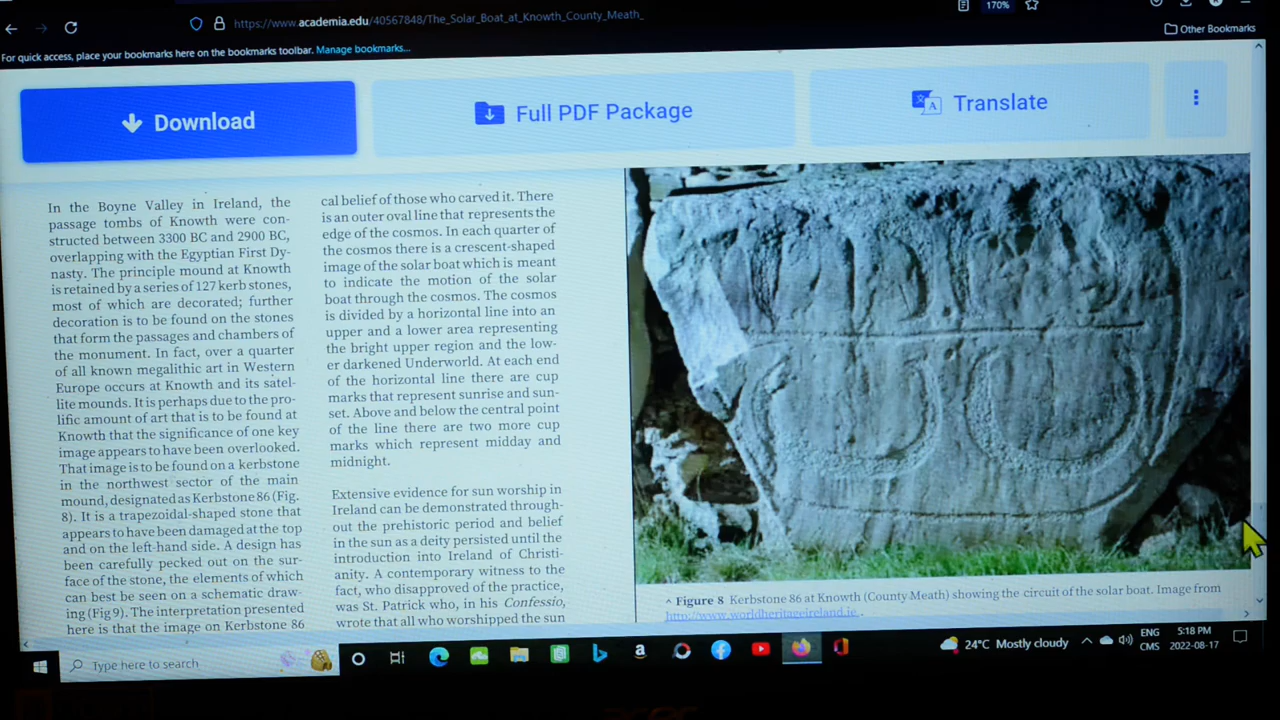 https://www.academia.edu/40567848/The_Solar_Boat_at_Knowth_County_Meath_
170%
For quick access, place your bookmarks here on the bookmarks toolbar. Manage bookmarks...
Other Bookmarks
Download
Full PDF Package
Translate
In the Boyne Valley in Ireland, the
passage tombs of Knowth were con-
structed between 3300 BC and 2900 BC,
overlapping with the Egyptian First Dy-
nasty. The principle mound at Knowth
is retained by a series of 127 kerb stones,
most of which are decorated; further
decoration is to be found on the stones
that form the passages and chambers of
the monument. In fact, over a quarter
of all known megalithic art in Western
Europe occurs at Knowth and its satel-
lite mounds. It is perhaps due to the pro-
lific amount of art that is to be found at
Knowth that the significance of one key
image appears to have been overlooked.
That image is to be found on a kerbstone
in the northwest sector of the main
mound, designated as Kerbstone 86 (Fig.
8). It is a trapezoidal-shaped stone that
appears to have been damaged at the top
and on the left-hand side. A design has
been carefully pecked out on the sur-
face of the stone, the elements of which
can best be seen on a schematic draw-
ing (Fig 9). The interpretation presented
here is that the image on Kerbstone 86
cal belief of those who carved it. There
is an outer oval line that represents the
edge of the cosmos. In each quarter of
the cosmos there is a crescent-shaped
image of the solar boat which is meant
to indicate the motion of the solar
boat through the cosmos. The cosmos
is divided by a horizontal line into an
upper and a lower area representing
the bright upper region and the low-
er darkened Underworld. At each end
of the horizontal line there are cup
marks that represent sunrise and sun-
set. Above and below the central point
of the line there are two more cup
marks which represent midday and
midnight.
Extensive evidence for sun worship in
Ireland can be demonstrated through-
out the prehistoric period and belief
in the sun as a deity persisted until the
introduction into Ireland of Christi-
anity. A contemporary witness to the
fact, who disapproved of the practice,
was St. Patrick who, in his Confessio,
wrote that all who worshipped the sun
^ Figure 8 Kerbstone 86 at Knowth (County Meath) showing the circuit of the solar boat. Image from
http://www.worldheritageireland.ie.
Type here to search
24°C Mostly cloudy
ENG
CMS
5:18 PM
2022-08-17